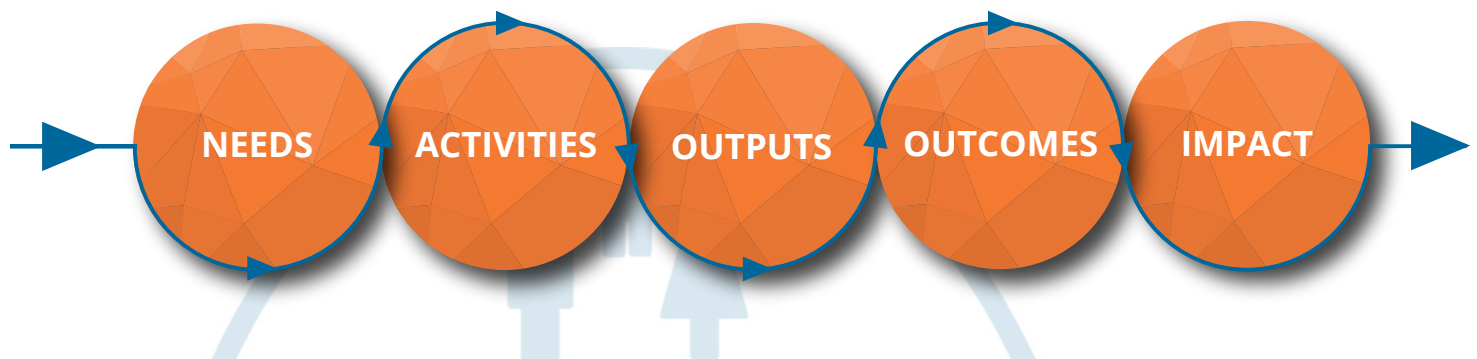 NEEDS
ACTIVITIES
OUTPUTS
OUTCOMES
IMPACT